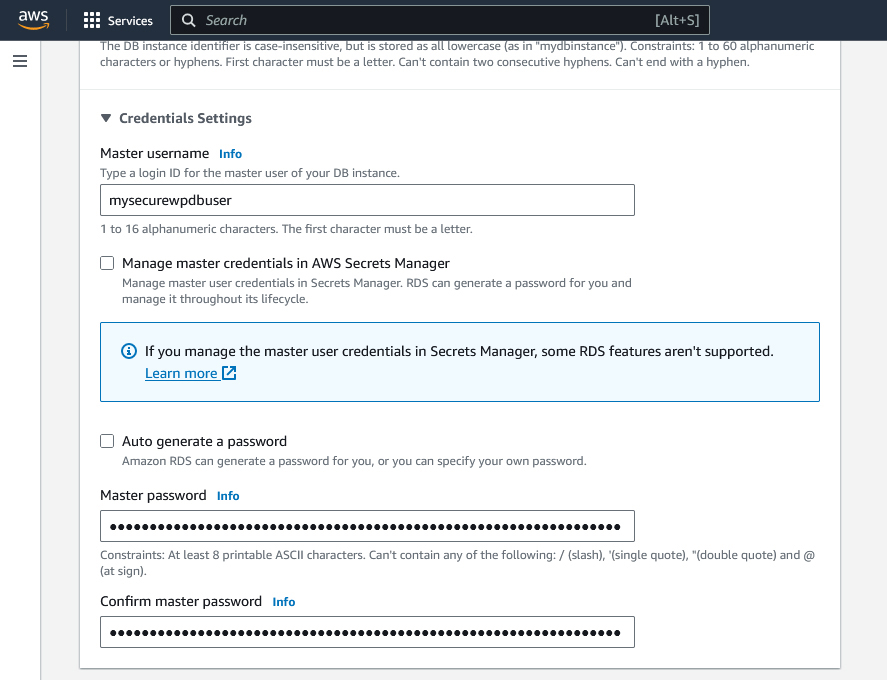 aws
Services
Search
[Alt+S]
The DB instance identifier is case-insensitive, but is stored as all lowercase (as in "mydbinstance"). Constraints: 1 to 60 alphanumeric
characters or hyphens. First character must be a letter. Can't contain two consecutive hyphens. Can't end with a hyphen.
Credentials Settings
Master username Info
Type a login ID for the master user of your DB instance.
mysecurewpdbuser
1 to 16 alphanumeric characters. The first character must be a letter.
Manage master credentials in AWS Secrets Manager
Manage master user credentials in Secrets Manager. RDS can generate a password for you and
manage it throughout its lifecycle.
If you manage the master user credentials in Secrets Manager, some RDS features aren't supported.
Learn more
Auto generate a password
Amazon RDS can generate a password for you, or you can specify your own password.
Master password Info
Constraints: At least 8 printable ASCII characters. Can't contain any of the following: / (slash), '(single quote), "(double quote) and @
(at sign).
Confirm master password Info